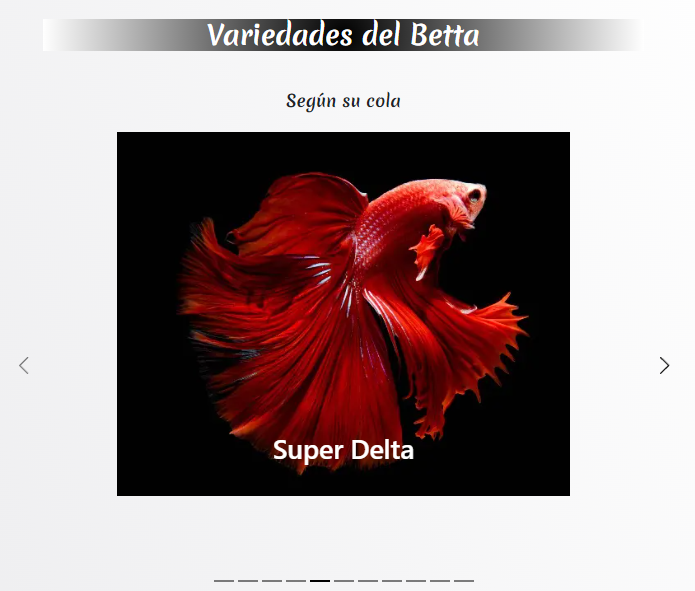 Variedades del Betta
Según su cola
Super Delta